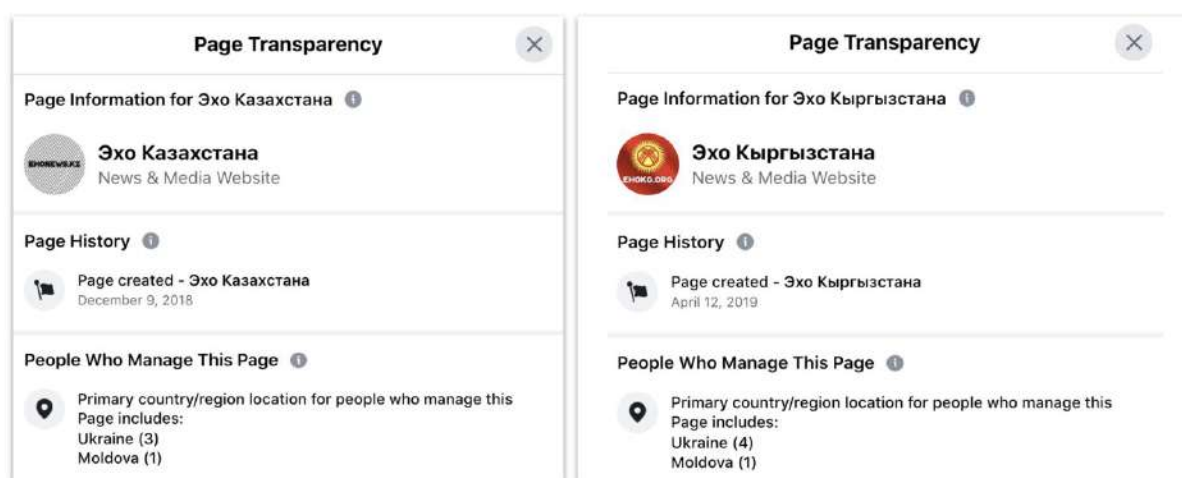 Page Transparency
Page Information for Эхо Казахстана
EHONEWS.KZ
Эхо Казахстана
News & Media Website
Page History
Page created - Эхо Казахстана
December 9, 2018
People Who Manage This Page
Primary country/region location for people who manage this
Page includes:
Ukraine (3)
Moldova (1)
Page Transparency
Page Information for Эхо Кыргызстана
EHOKG.ORG
Эхо Кыргызстана
News & Media Website
Page History
Page created - Эхо Кыргызстана
April 12, 2019
People Who Manage This Page
Primary country/region location for people who manage this
Page includes:
Ukraine (4)
Moldova (1)